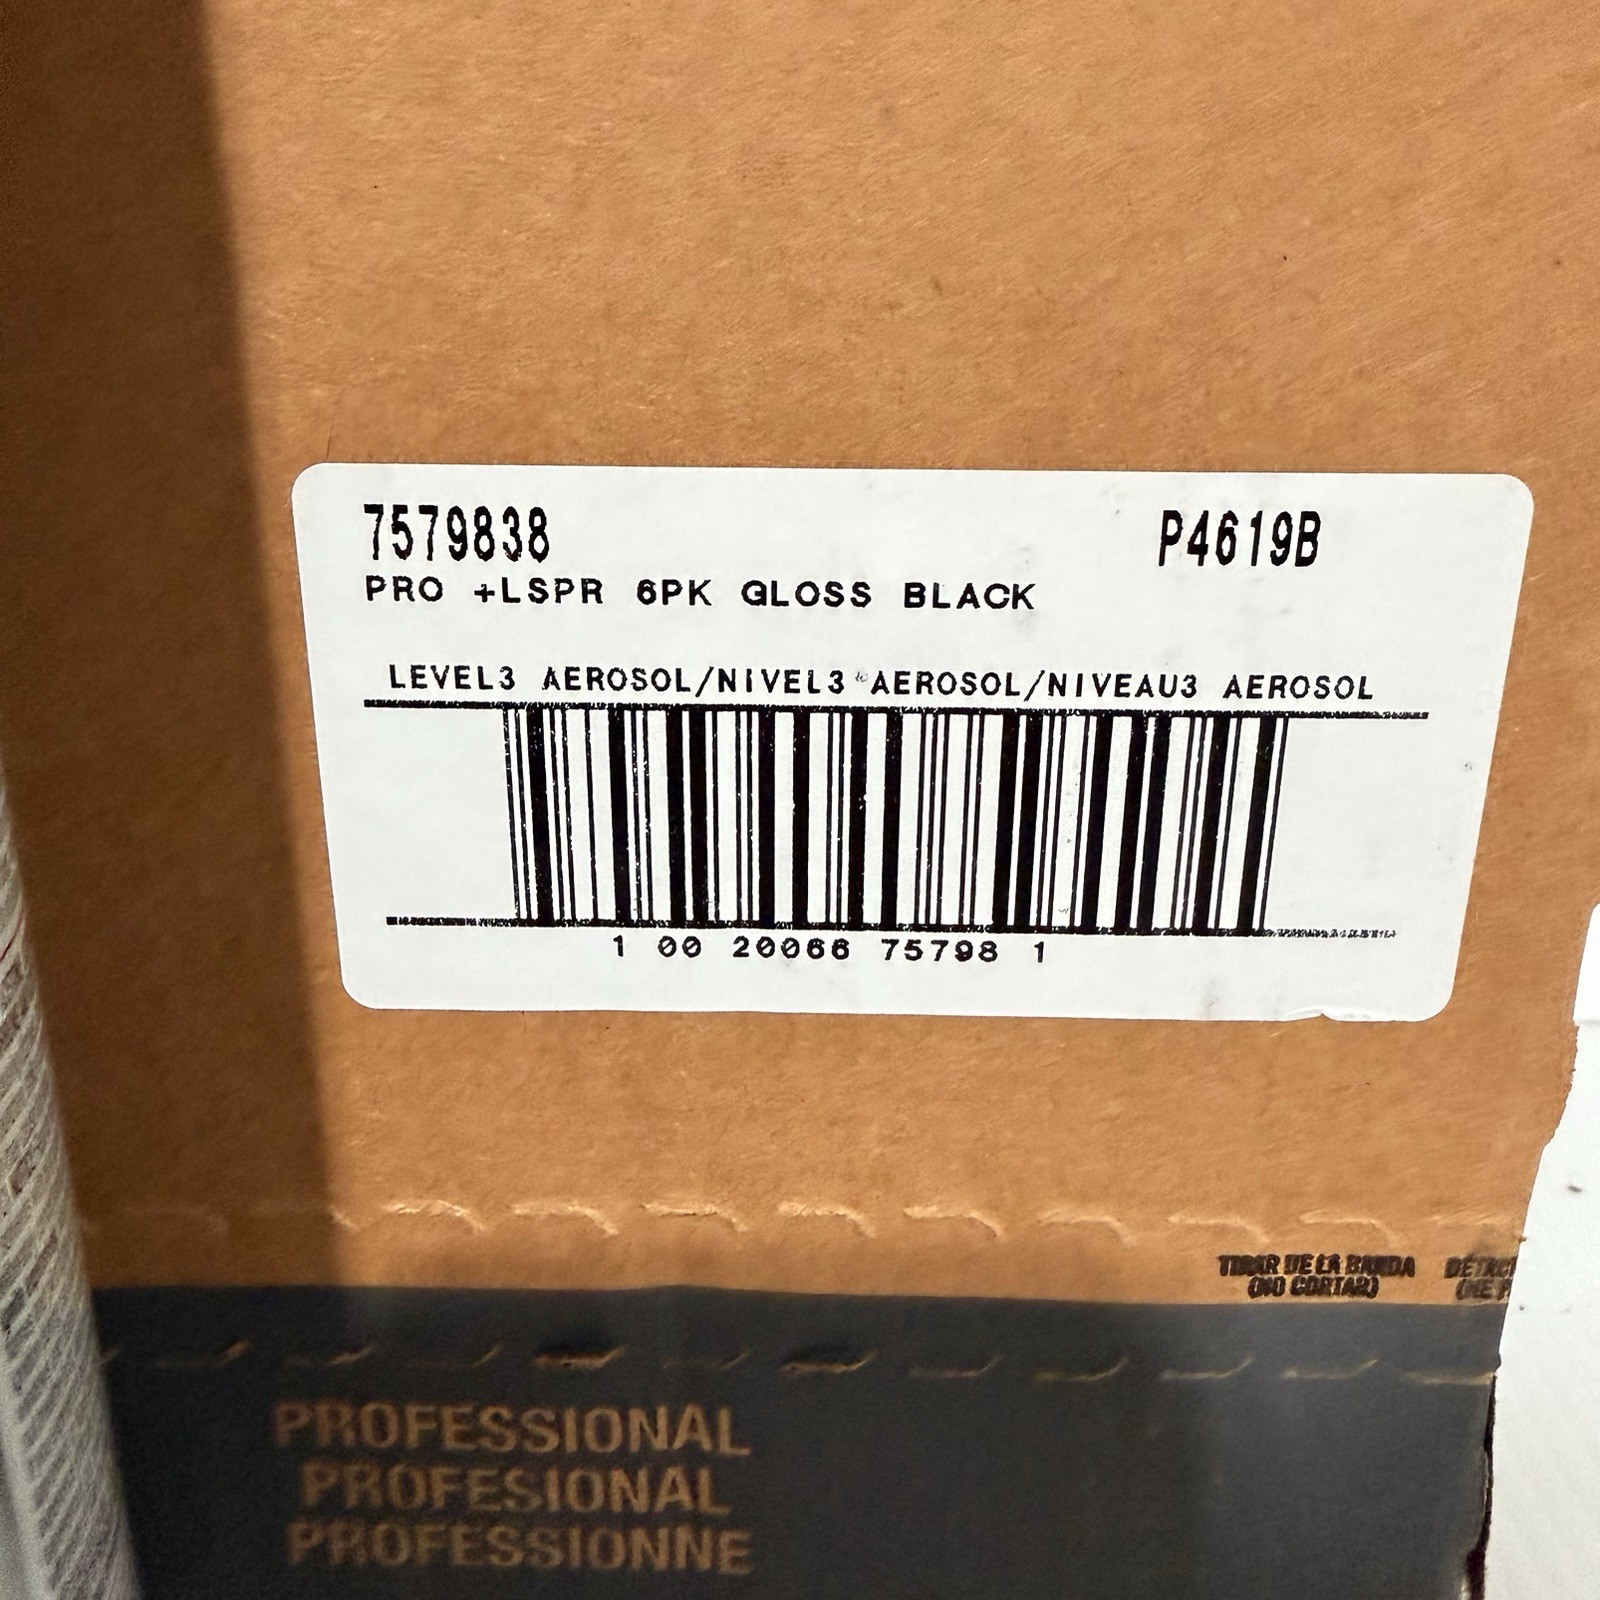 7579838 P4619B
PRO +LSPR 6PK GLOSS BLACK
LEVEL3 AEROSOL/NIVEL3 AEROSOL/NIVEAU3 AEROSOL
1 00 20066 75798 1
TIRAR DE LA BANDA
(NO CORTAR)
PROFESSIONAL
PROFESIONAL
PROFESSIONNE